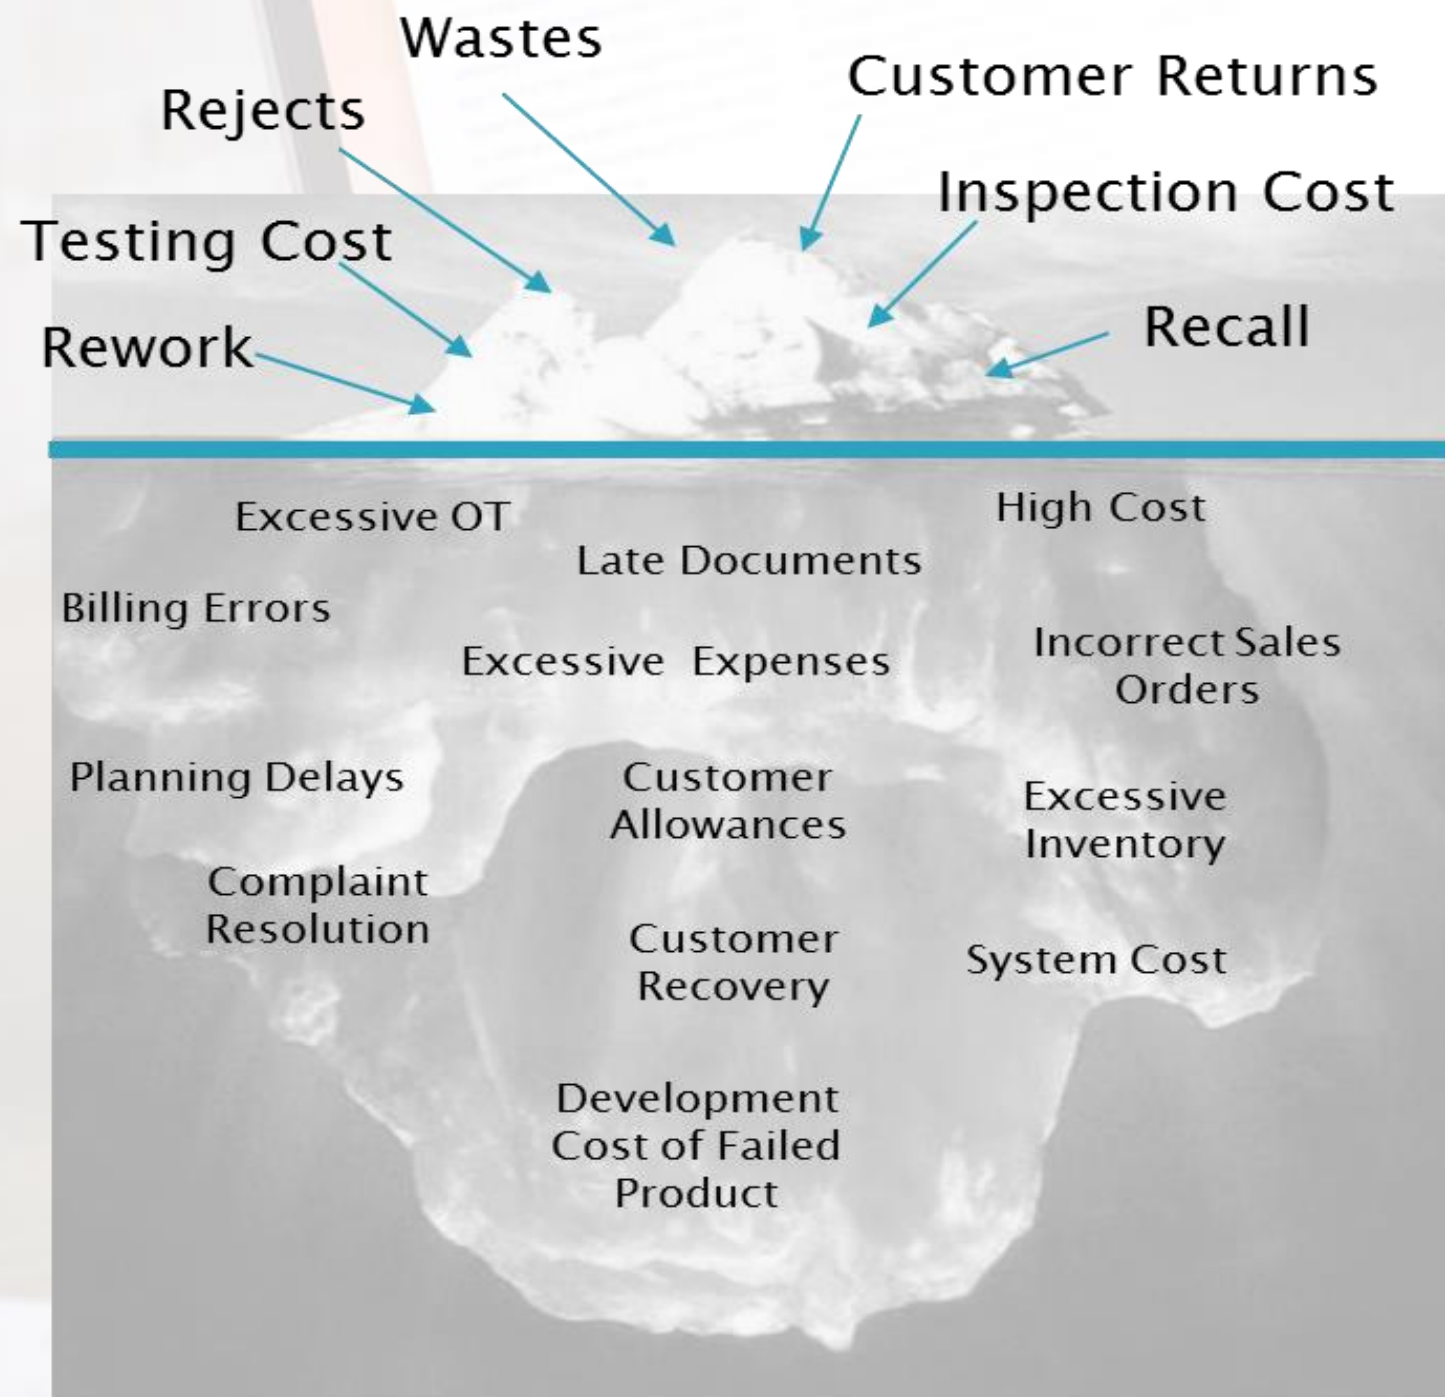 Wastes
Customer Returns
Rejects
Inspection Cost
Testing Cost
Recall
Rework
Excessive OT
High Cost
Late Documents
Billing Errors
Excessive Expenses
Incorrect Sales
Orders
Planning Delays
Customer
Allowances
Excessive
Inventory
Complaint
Resolution
Customer
Recovery
System Cost
Development
Cost of Failed
Product